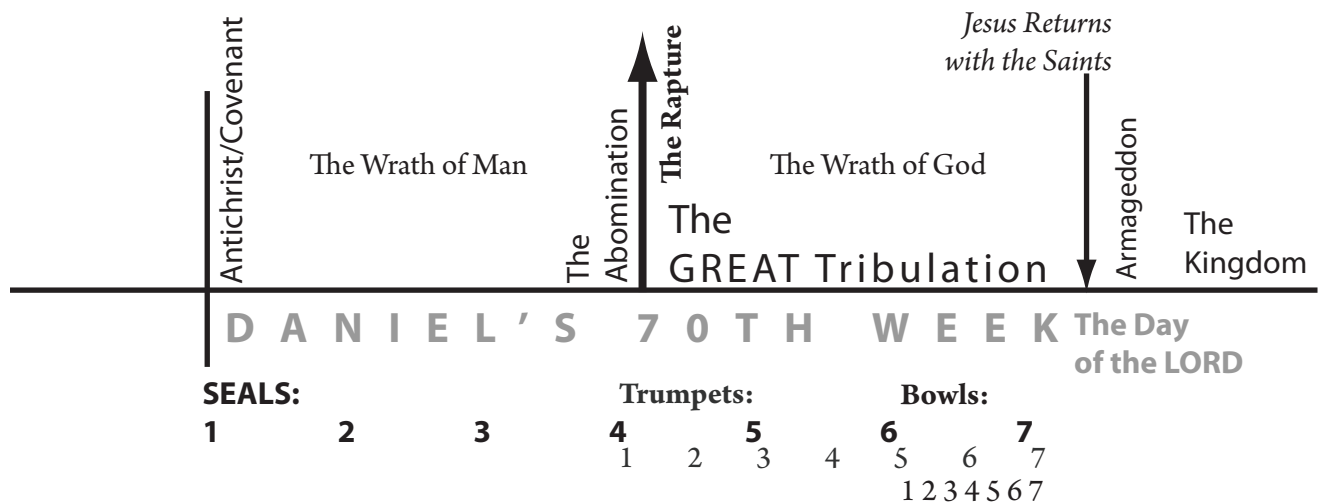 Jesus Returns
with the Saints
Antichrist/Covenant
The Wrath of Man
The
Abomination
The Rapture
The Wrath of God
The
GREAT Tribulation
Armageddon
The
Kingdom
DANIEL'S 70TH WEEK
The Day
of the LORD
SEALS:
Trumpets:
Bowls:
1 2 3 4 5 6 7
1 2 3 4 5 6 7
1 2 3 4 5 6 7